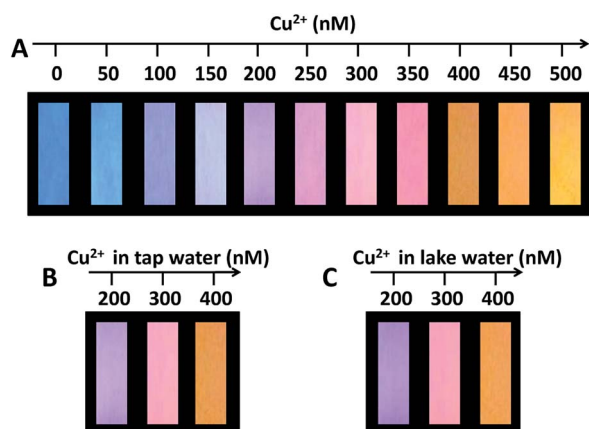 Cu²⁺ (nM)
A
0 50 100 150 200 250 300 350 400 450 500
B
Cu²⁺ in tap water (nM)
200 300 400
C
Cu²⁺ in lake water (nM)
200 300 400